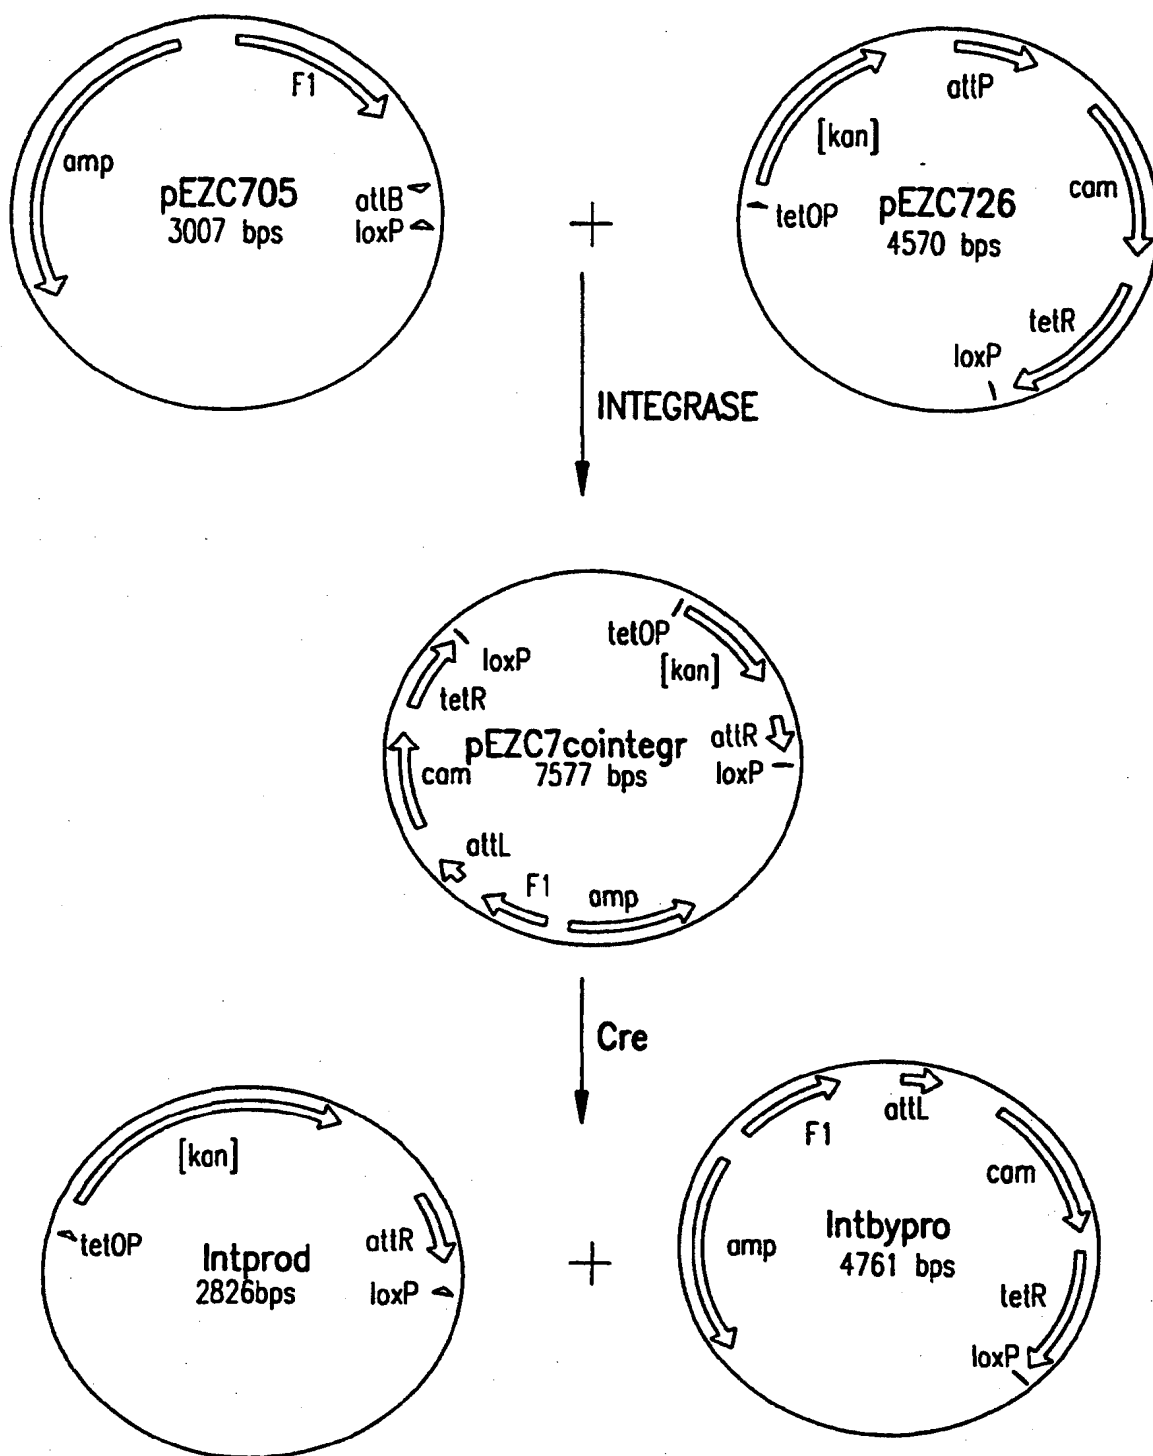 F1
amp
pEZC705
3007 bps
attB
loxP
+
attP
[kan]
cam
pEZC726
4570 bps
tetOP
tetR
loxP
INTEGRASE
tetOP
loxP
[kan]
tetR
attR
pEZC7cointegr
7577 bps
loxP
cam
attL
F1
amp
Cre
[kan]
tetOP
attR
Intprod
2826bps
loxP
+
attL
F1
cam
amp
Intbypro
4761 bps
tetR
loxP